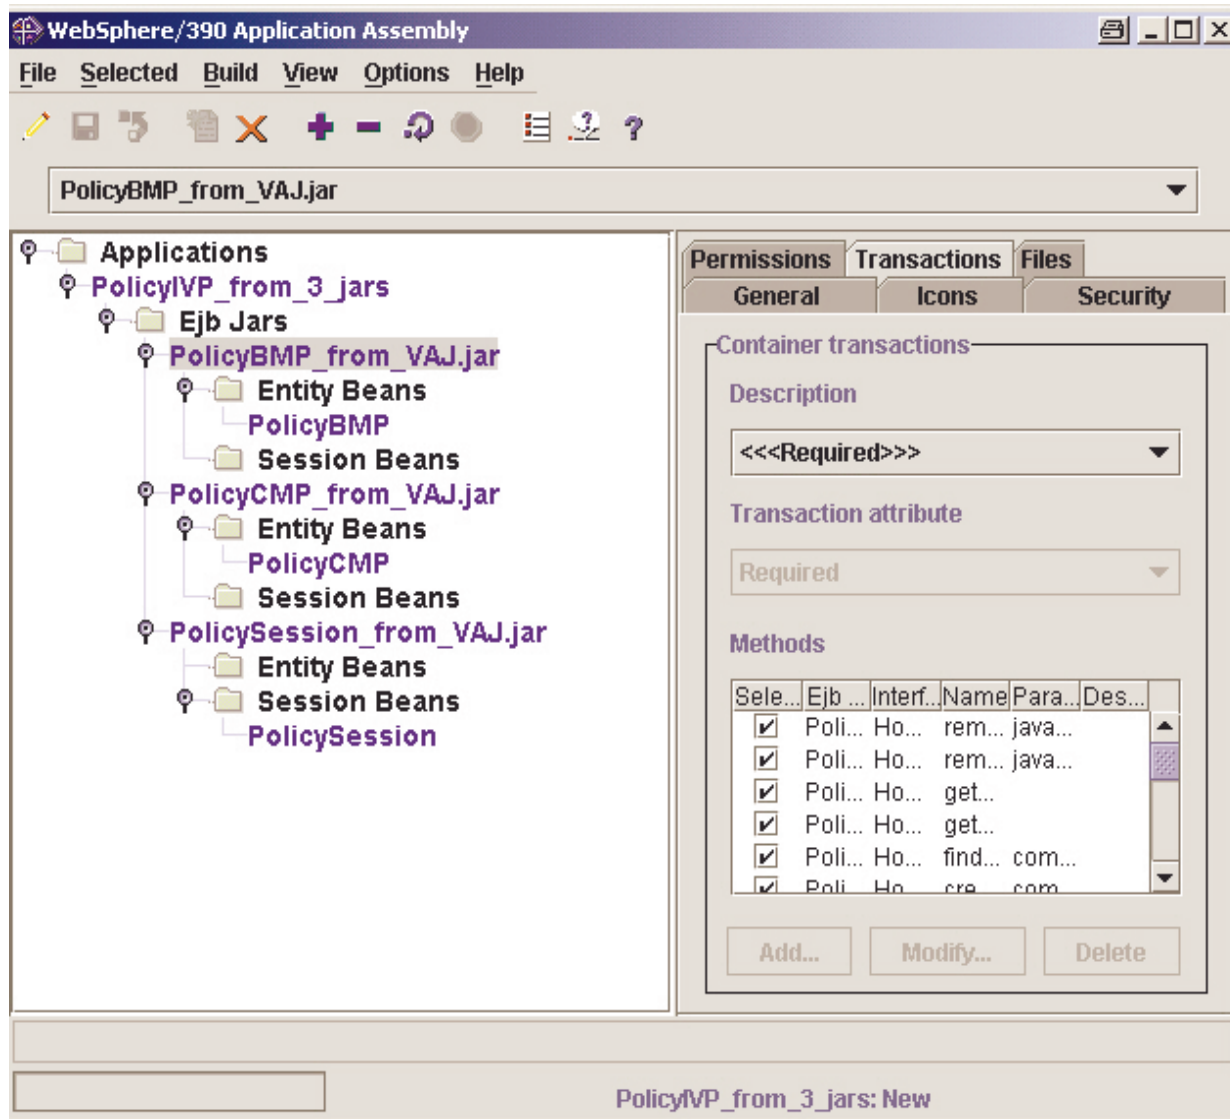 WebSphere/390 Application Assembly
File Selected Build View Options Help
PolicyBMP_from_VAJ.jar
Applications
PolicyIVP_from_3_jars
Ejb Jars
PolicyBMP_from_VAJ.jar
Entity Beans
PolicyBMP
Session Beans
PolicyCMP_from_VAJ.jar
Entity Beans
PolicyCMP
Session Beans
PolicySession_from_VAJ.jar
Entity Beans
Session Beans
PolicySession
Permissions Transactions Files
General Icons Security
Container transactions
Description
<<<Required>>>
Transaction attribute
Required
Methods
Sele... Ejb ... Interf... Name Para... Des...
Poli... Ho... rem... java...
Poli... Ho... rem... java...
Poli... Ho... get...
Poli... Ho... get...
Poli... Ho... find... com...
Poli... Ho... cre... com...
Add... Modify... Delete
PolicyIVP_from_3_jars: New